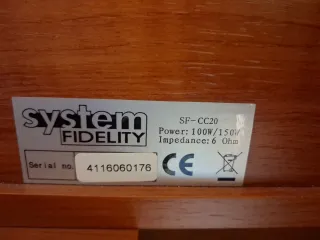 system
FIDELITY
SF-CC20
Power: 100W/150W
Impedance: 6 Ohm
Serial no.
4116060176
CE